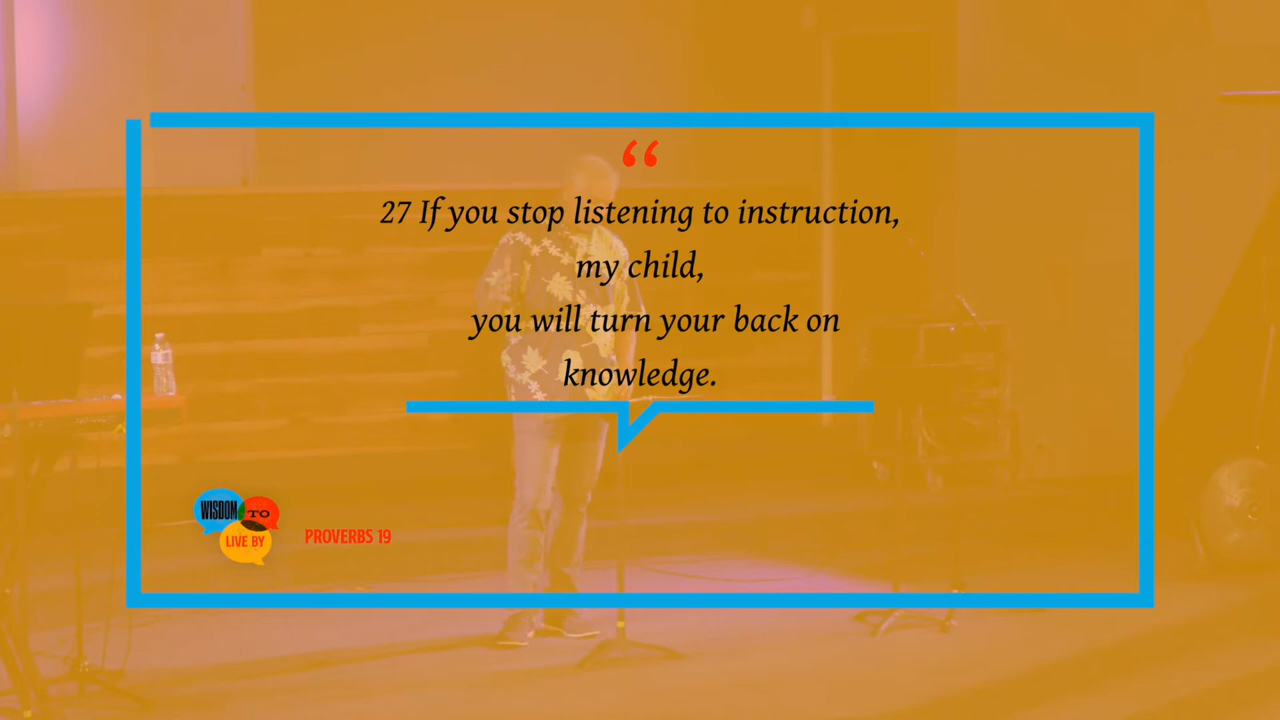 “
27 If you stop listening to instruction,
my child,
you will turn your back on
knowledge.
WISDOM TO
LIVE BY
PROVERBS 19